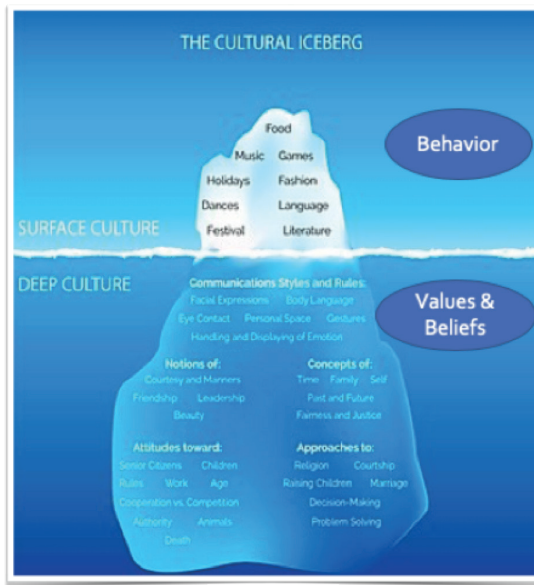 THE CULTURAL ICEBERG
Food
Music Games
Holidays Fashion
Dances Language
Festival Literature
Behavior
SURFACE CULTURE
DEEP CULTURE
Values &
Beliefs
Communications Styles and Rules:
Facial Expressions Body Language
Eye Contact Personal Space Gestures
Handling and Displaying of Emotion
Notions of:
Courtesy and Manners
Friendship Leadership
Beauty
Concepts of:
Time Family Self
Past and Future
Fairness and Justice
Attitudes toward:
Senior Citizens Children
Rules Work Age
Cooperation vs. Competition
Authority Animals
Death
Approaches to:
Religion Courtship
Raising Children Marriage
Decision-Making
Problem Solving